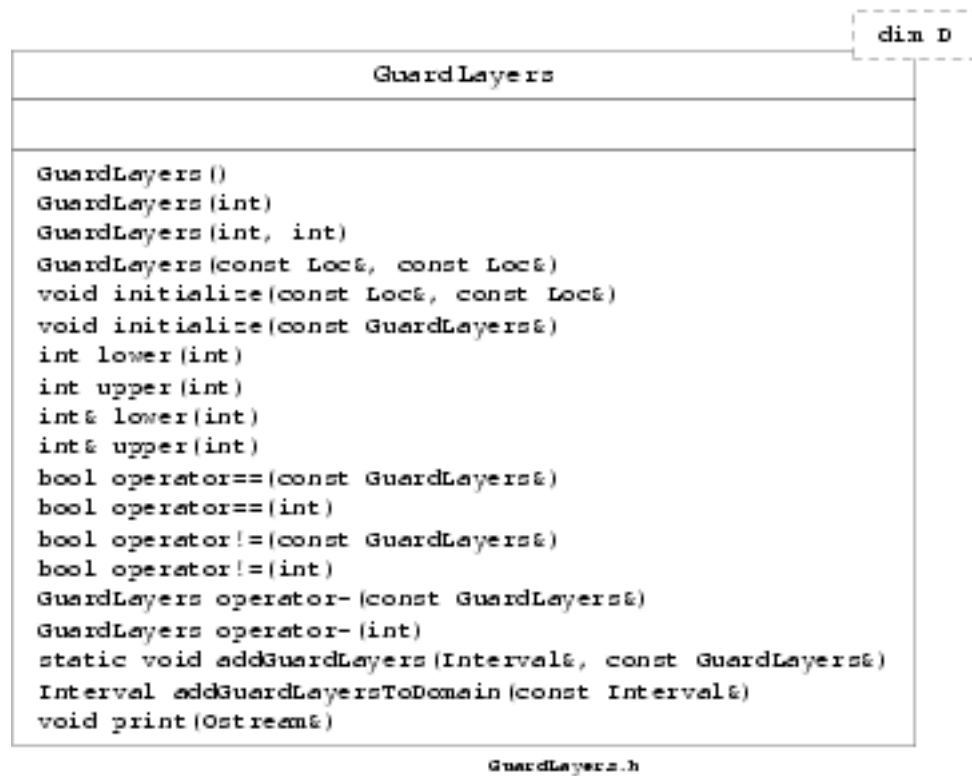 dim D
GuardLayers
GuardLayers()
GuardLayers(int)
GuardLayers(int, int)
GuardLayers(const Loc&, const Loc&)
void initialize(const Loc&, const Loc&)
void initialize(const GuardLayers&)
int lower(int)
int upper(int)
int& lower(int)
int& upper(int)
bool operator==(const GuardLayers&)
bool operator==(int)
bool operator!=(const GuardLayers&)
bool operator!=(int)
GuardLayers operator-(const GuardLayers&)
GuardLayers operator-(int)
static void addGuardLayers(Interval&, const GuardLayers&)
Interval addGuardLayersToDomain(const Interval&)
void print(Ostream&)
GuardLayers.h